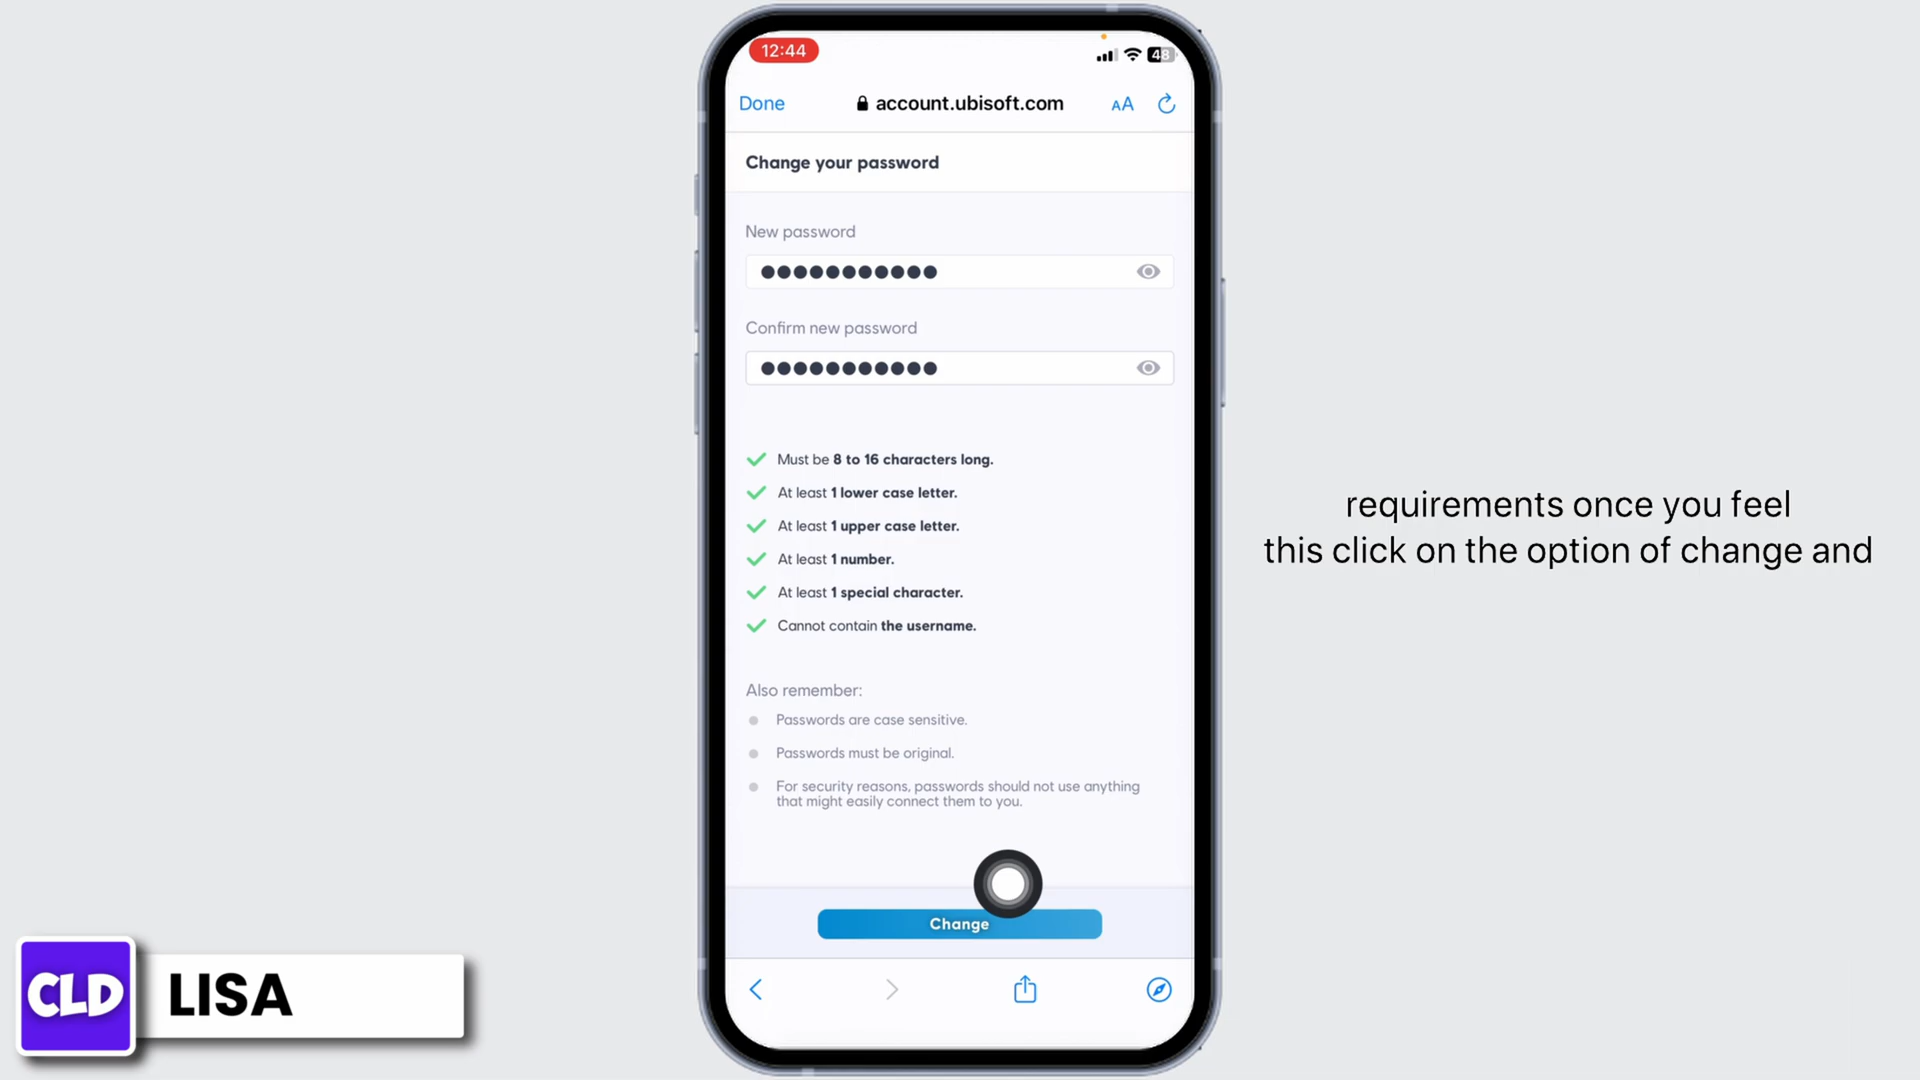 12:44
48
Done
account.ubisoft.com
AA
Change your password
New password
Confirm new password
Must be 8 to 16 characters long.
At least 1 lower case letter.
At least 1 upper case letter.
At least 1 number.
At least 1 special character.
Cannot contain the username.
Also remember:
Passwords are case sensitive.
Passwords must be original.
For security reasons, passwords should not use anything
that might easily connect them to you.
Change
requirements once you feel
this click on the option of change and
CLD
LISA